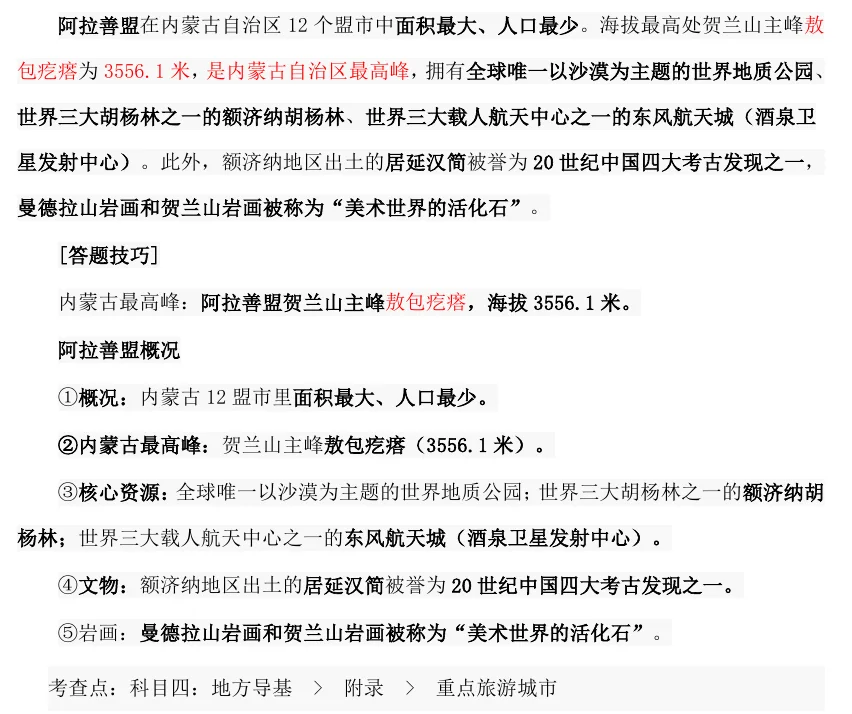 阿拉善盟在内蒙古自治区 12 个盟市中面积最大、人口最少。海拔最高处贺兰山主峰敖
包疙瘩为 3556.1 米，是内蒙古自治区最高峰，拥有全球唯一以沙漠为主题的世界地质公园、
世界三大胡杨林之一的额济纳胡杨林、世界三大载人航天中心之一的东风航天城（酒泉卫
星发射中心）。此外，额济纳地区出土的居延汉简被誉为 20 世纪中国四大考古发现之一，
曼德拉山岩画和贺兰山岩画被称为“美术世界的活化石”。
[答题技巧]
内蒙古最高峰：阿拉善盟贺兰山主峰敖包疙瘩，海拔 3556.1 米。
阿拉善盟概况
①概况：内蒙古 12 盟市里面积最大、人口最少。
②内蒙古最高峰：贺兰山主峰敖包疙瘩（3556.1 米）。
③核心资源：全球唯一以沙漠为主题的世界地质公园；世界三大胡杨林之一的额济纳胡
杨林；世界三大载人航天中心之一的东风航天城（酒泉卫星发射中心）。
④文物：额济纳地区出土的居延汉简被誉为 20 世纪中国四大考古发现之一。
⑤岩画：曼德拉山岩画和贺兰山岩画被称为“美术世界的活化石”。
考查点：科目四：地方导基 > 附录 > 重点旅游城市